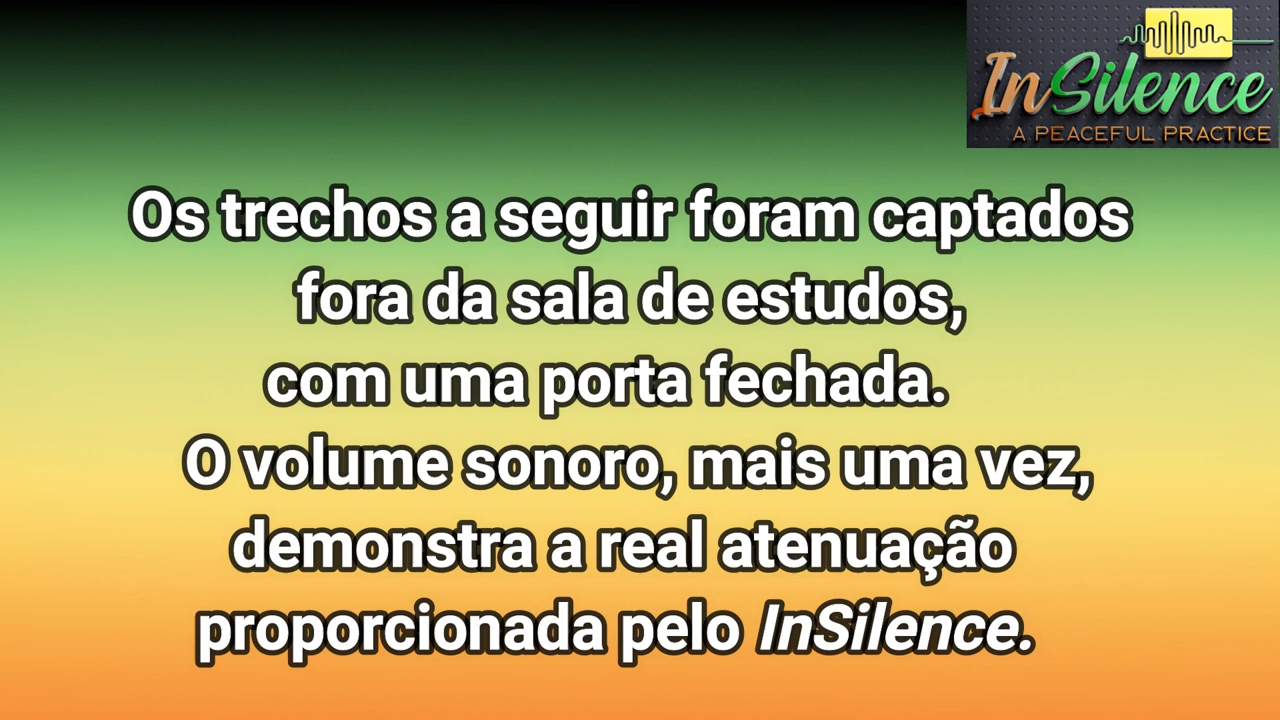 InSilence
A PEACEFUL PRACTICE
Os trechos a seguir foram captados
fora da sala de estudos,
com uma porta fechada.
O volume sonoro, mais uma vez,
demonstra a real atenuação
proporcionada pelo InSilence.